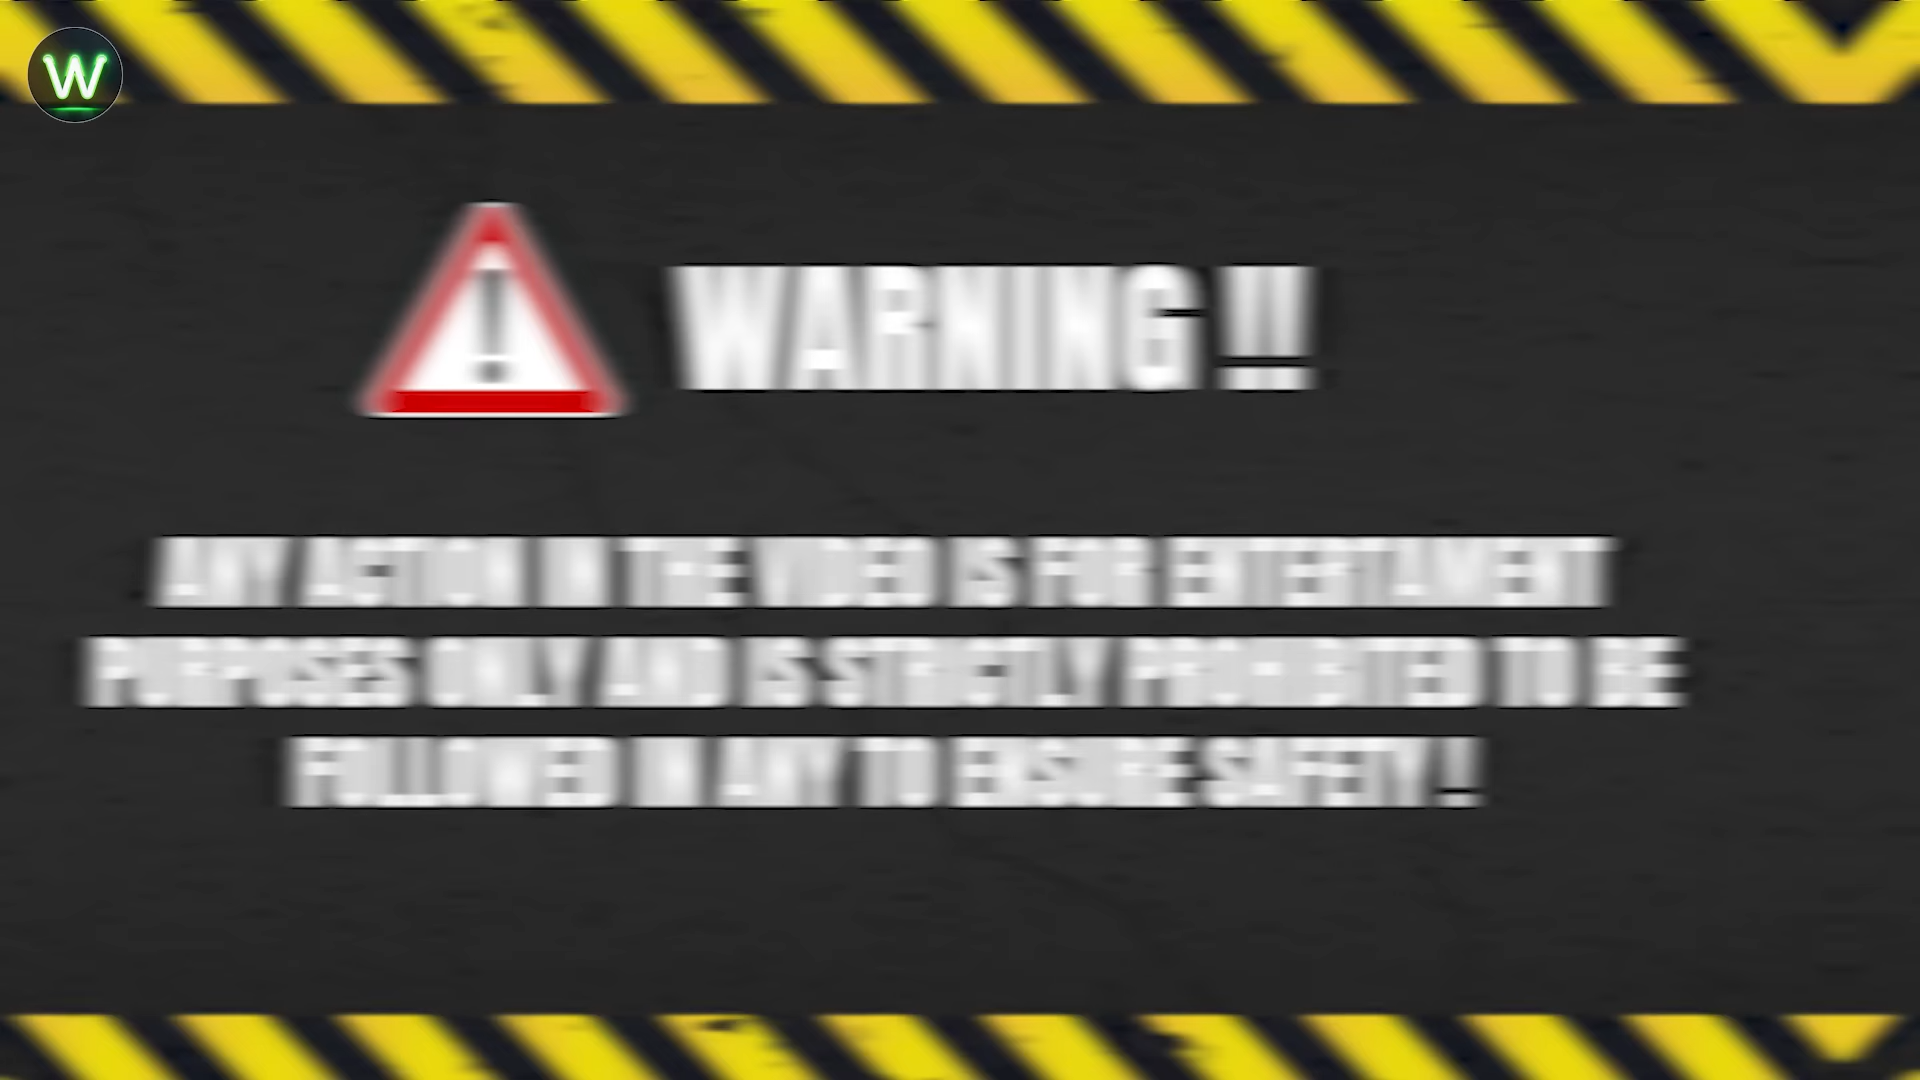 W
WARNING !!
ANY ACTION IN THE VIDEO IS FOR ENTERTAMENT
PURPOSES ONLY AND IS STRICTLY PROHIBITED TO BE
FOLLOWED IN ANY TO ENSURE SAFETY !